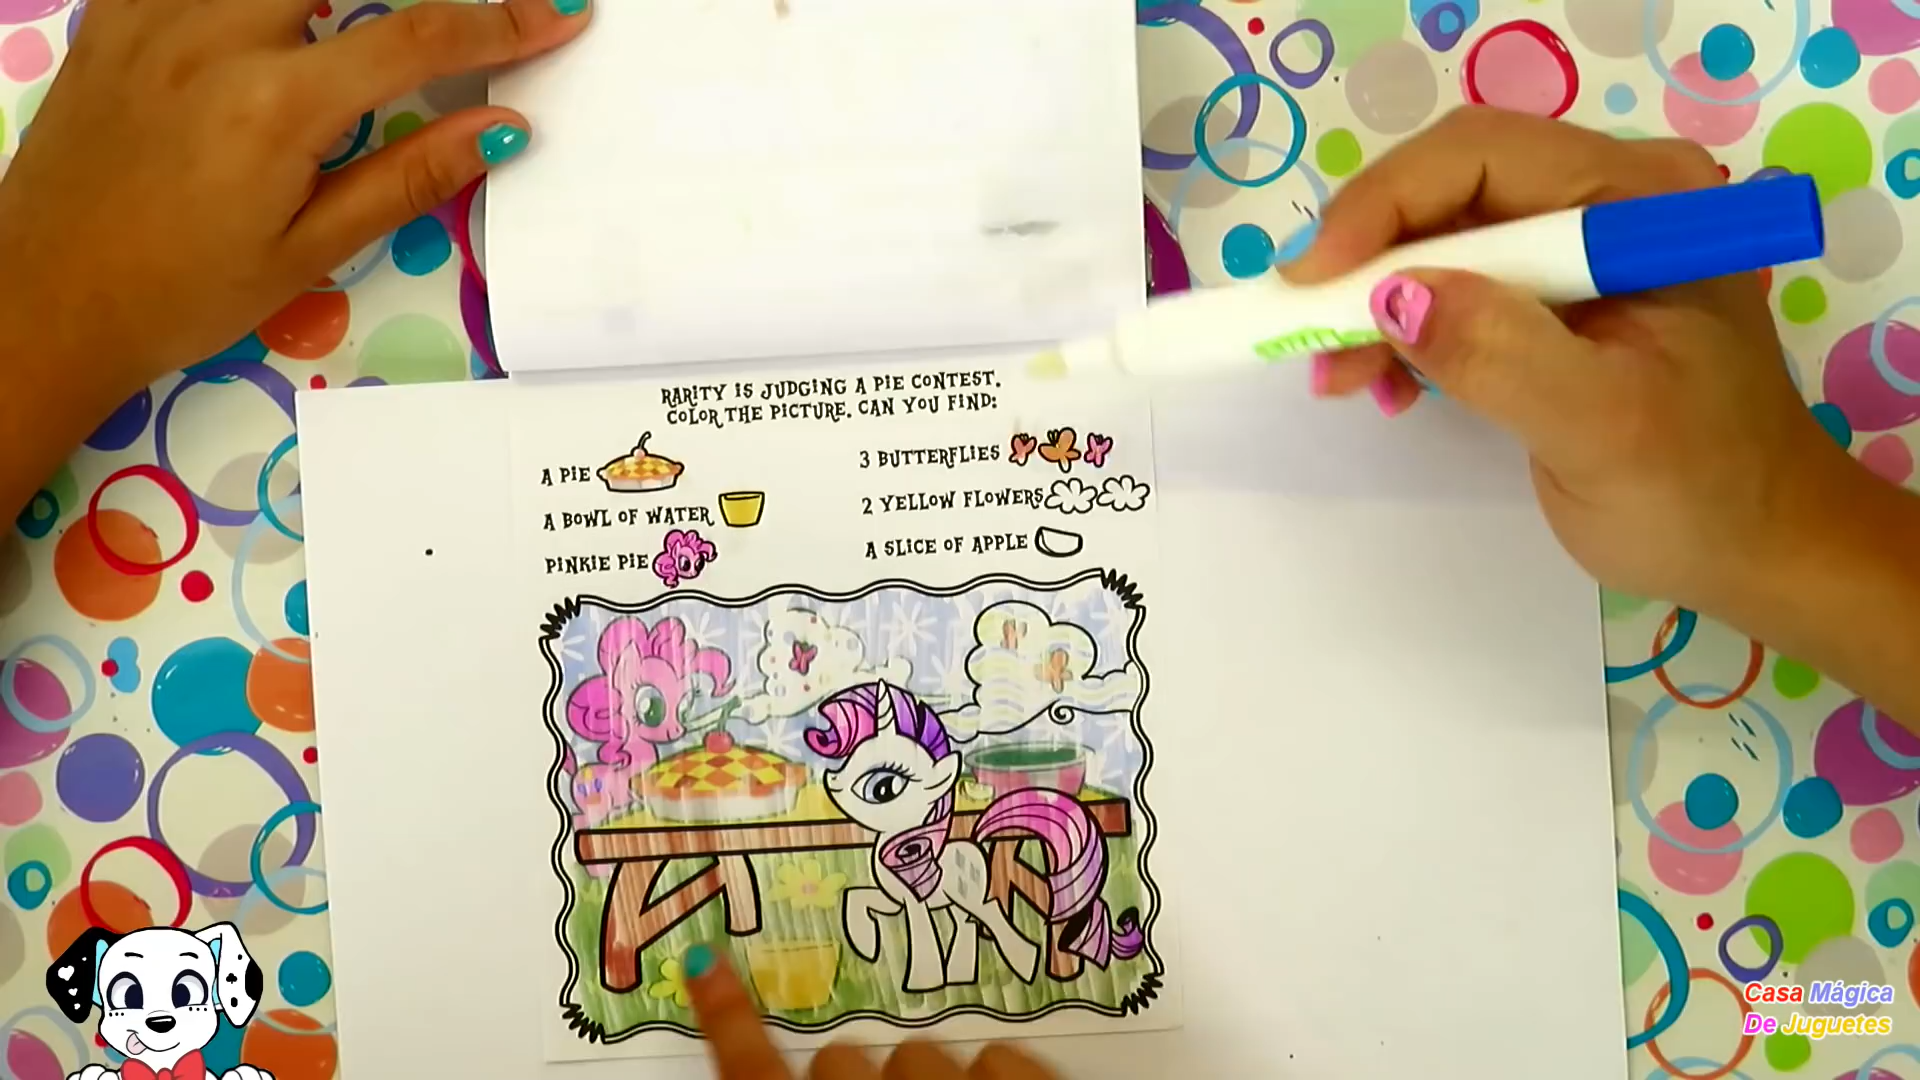 RARITY IS JUDGING A PIE CONTEST.
COLOR THE PICTURE. CAN YOU FIND:
A PIE
A BOWL OF WATER
PINKIE PIE
3 BUTTERFLIES
2 YELLOW FLOWERS
A SLICE OF APPLE
Casa Mágica
De Juguetes